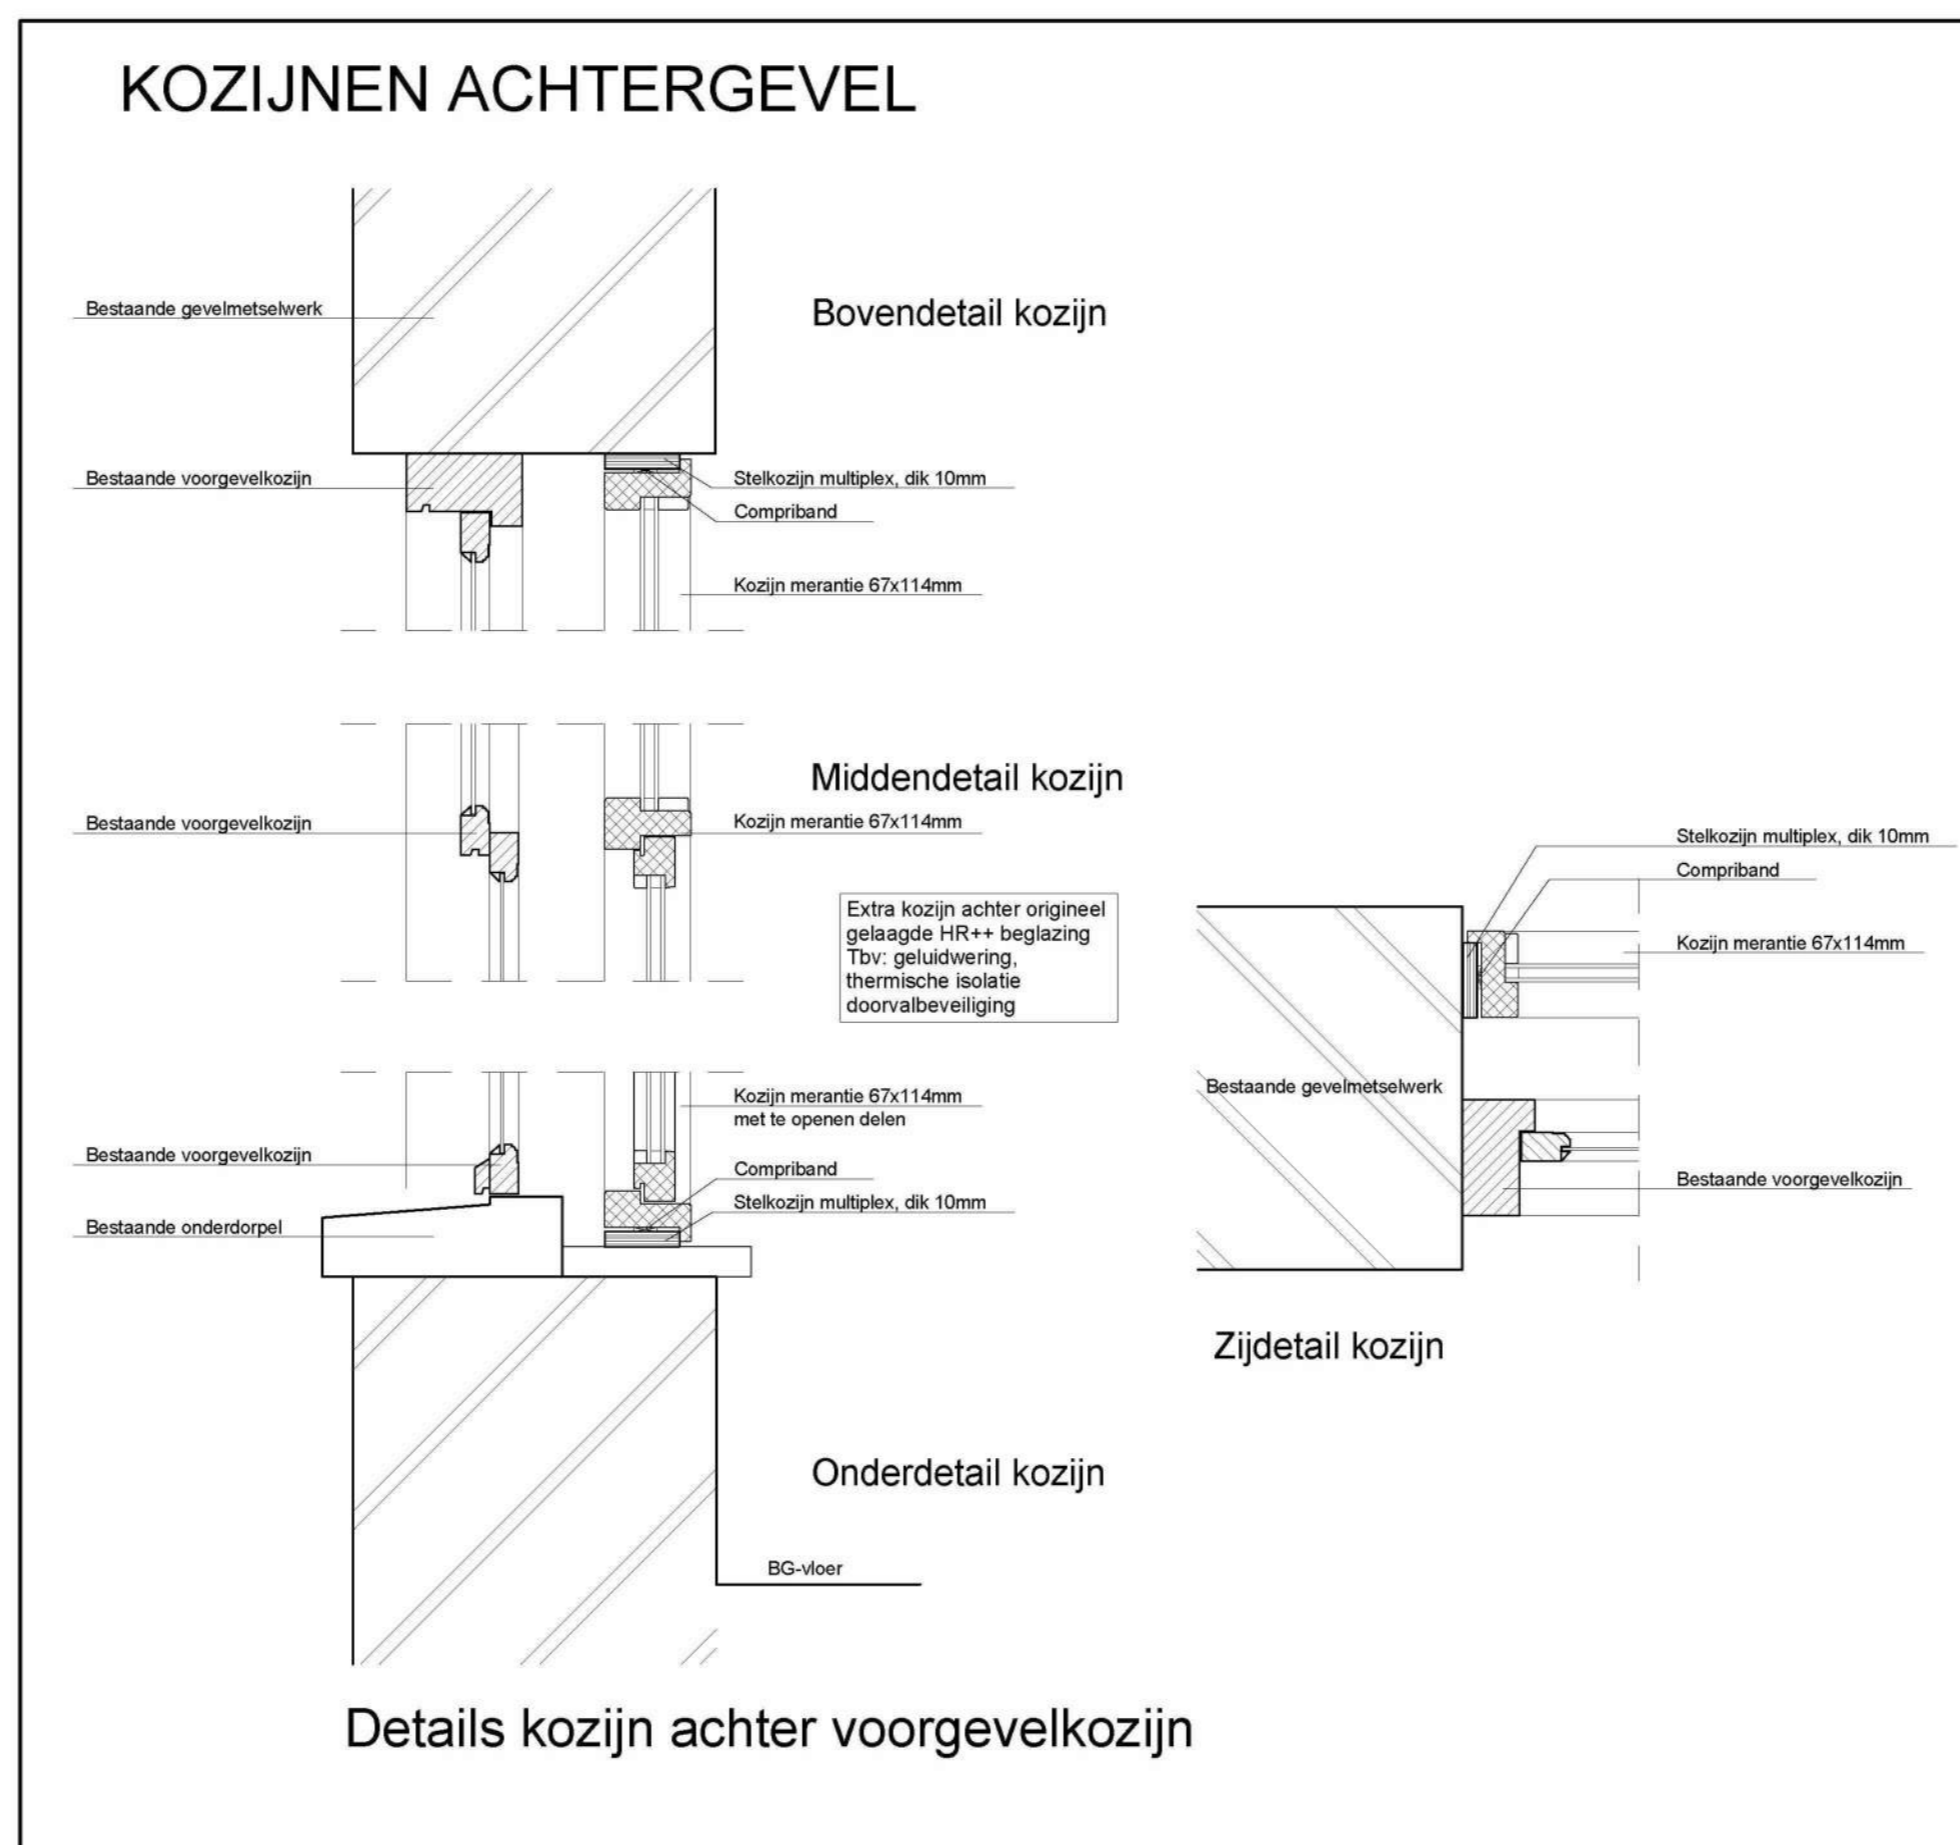 KOZIJNEN ACHTERGEVEL
Bestaande gevelmetselwerk
Bovendetail kozijn
Bestaande voorgevelkozijn
Stelkozijn multiplex, dik 10mm
Compriband
Kozijn merantie 67x114mm
Middendetail kozijn
Bestaande voorgevelkozijn
Kozijn merantie 67x114mm
Extra kozijn achter origineel
gelaagde HR++ beglazing
Tbv: geluidwering,
thermische isolatie
doorvalbeveiliging
Kozijn merantie 67x114mm
met te openen delen
Bestaande voorgevelkozijn
Compriband
Stelkozijn multiplex, dik 10mm
Bestaande onderdorpel
Stelkozijn multiplex, dik 10mm
Compriband
Kozijn merantie 67x114mm
Bestaande gevelmetselwerk
Bestaande voorgevelkozijn
Zijdetail kozijn
Onderdetail kozijn
BG-vloer
Details kozijn achter voorgevelkozijn